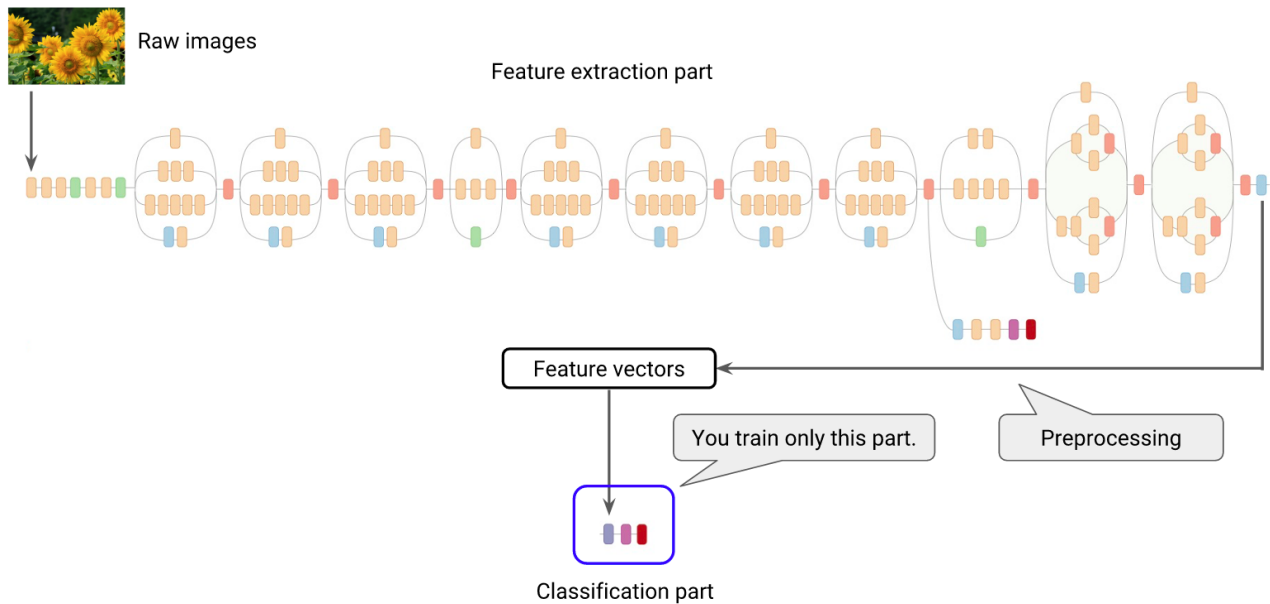 Raw images
Feature extraction part
Feature vectors
You train only this part.
Preprocessing
Classification part